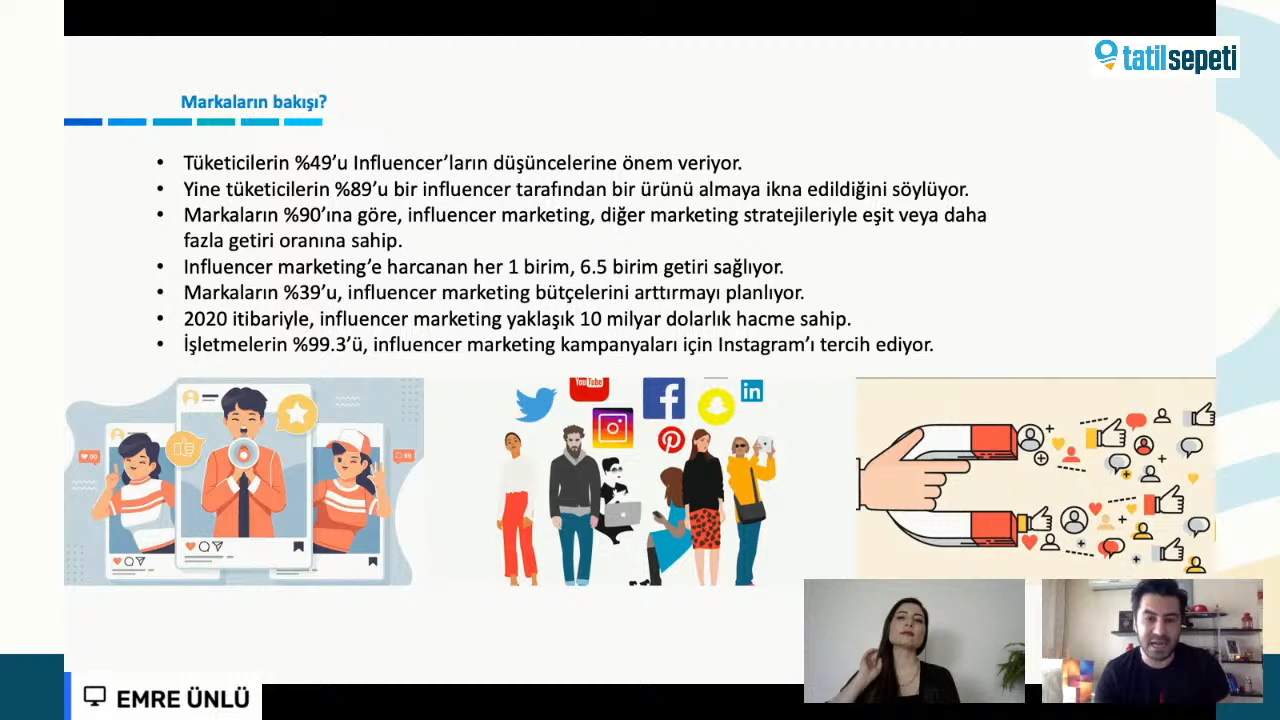 tatilsepeti
Markaların bakışı?
• Tüketicilerin %49’u Influencer’ların düşüncelerine önem veriyor.
• Yine tüketicilerin %89’u bir influencer tarafından bir ürünü almaya ikna edildiğini söylüyor.
• Markaların %90’ına göre, influencer marketing, diğer marketing stratejileriyle eşit veya daha
fazla getiri oranına sahip.
• Influencer marketing’e harcanan her 1 birim, 6.5 birim getiri sağlıyor.
• Markaların %39’u, influencer marketing bütçelerini arttırmayı planlıyor.
• 2020 itibariyle, influencer marketing yaklaşık 10 milyar dolarlık hacme sahip.
• İşletmelerin %99.3’ü, influencer marketing kampanyaları için Instagram’ı tercih ediyor.
YouTube
in
99
99
EMRE ÜNLÜ